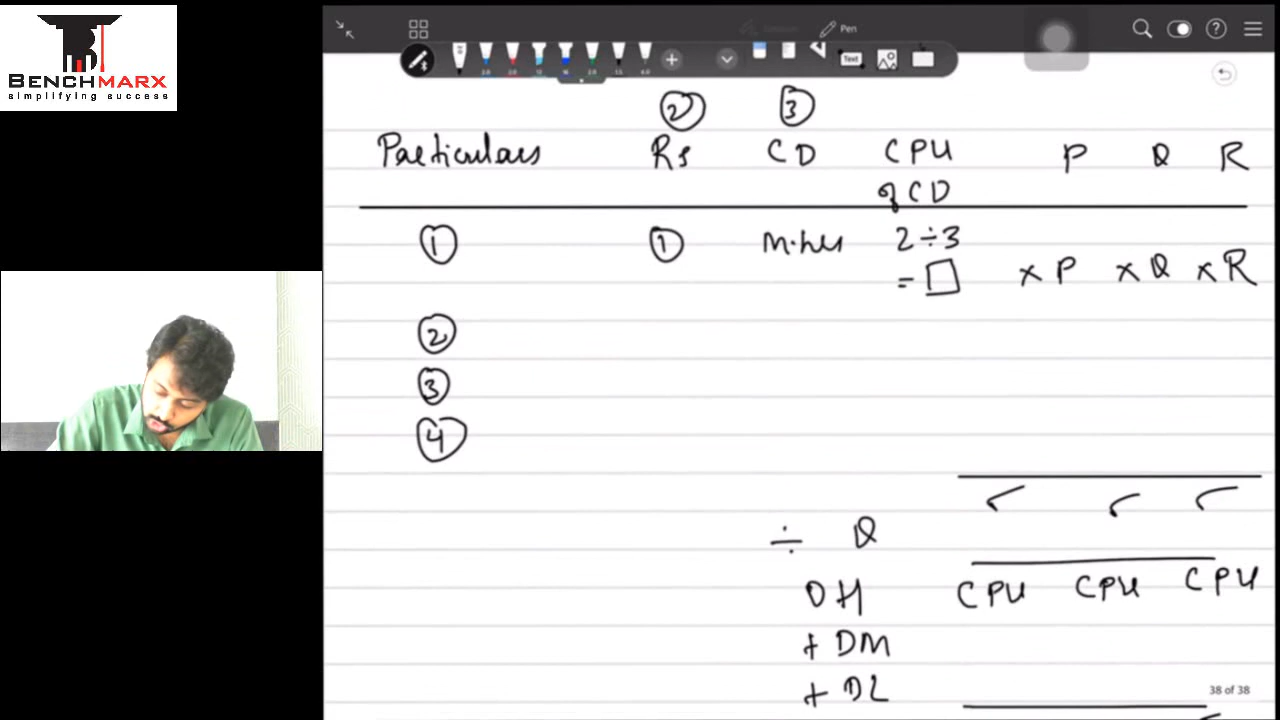 BENCHMARX
simplifying success
Pen
Text
2 3
Particulars Rs CD CPU P Q R
of CD
1 1 m.hrs 2÷3
= □ × P × Q × R
2
3
4
÷ Q
OH CPU CPU CPU
+ DM
+ DL
38 of 38